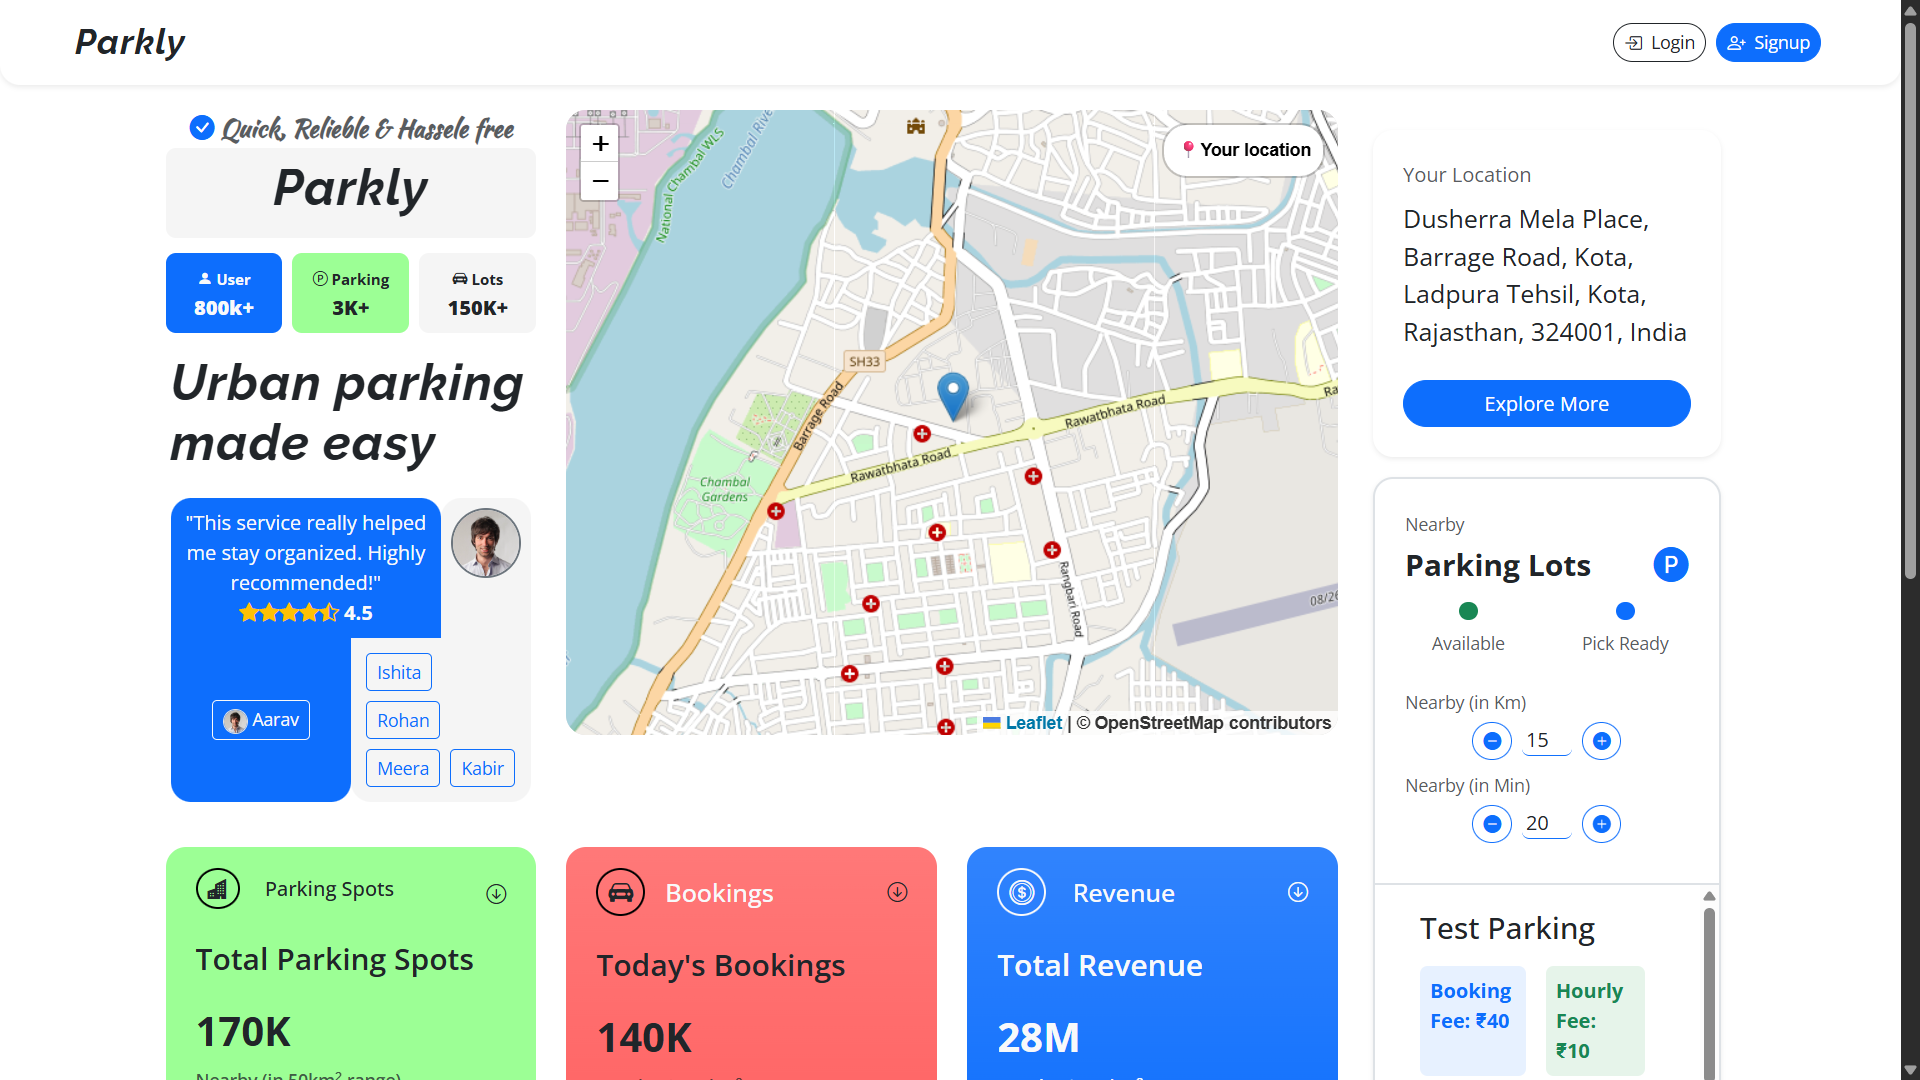 Parkly
Login
Signup
Quick, Relieble & Hassele free
Parkly
User
800k+
Parking
3K+
Lots
150K+
Urban parking
made easy
"This service really helped
me stay organized. Highly
recommended!"
4.5
Aarav
Ishita
Rohan
Meera
Kabir
+
−
Your location
National Chambal WLS
Chambal Rive
SH33
Barrage Road
Rawatbhata Road
Rawatbhata Road
Ra
Chambal
Gardens
Rangbari Road
08/26
Leaflet | © OpenStreetMap contributors
Your Location
Dusherra Mela Place,
Barrage Road, Kota,
Ladpura Tehsil, Kota,
Rajasthan, 324001, India
Explore More
Nearby
Parking Lots
P
Available
Pick Ready
Nearby (in Km)
15
Nearby (in Min)
20
Test Parking
Booking
Fee: ₹40
Hourly
Fee:
₹10
Parking Spots
Total Parking Spots
170K
Nearby (in 50km² range)
Bookings
Today's Bookings
140K
Revenue
Total Revenue
28M